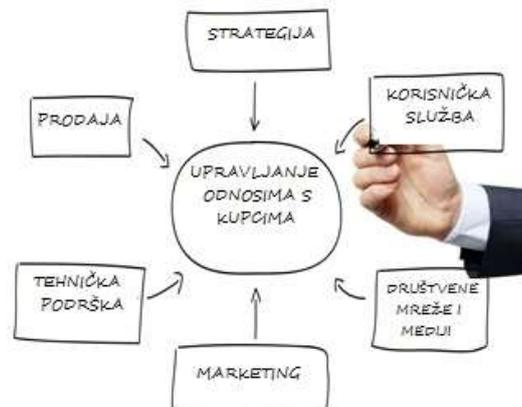 STRATEGIJA
PRODAJA
KORISNIČKA
SLUŽBA
UPRAVLJANJE
ODNOSIMA S
KUPCIMA
TEHNIČKA
PODRŠKA
DRUŠTVENE
MREŽE I
MEDIJI
MARKETING